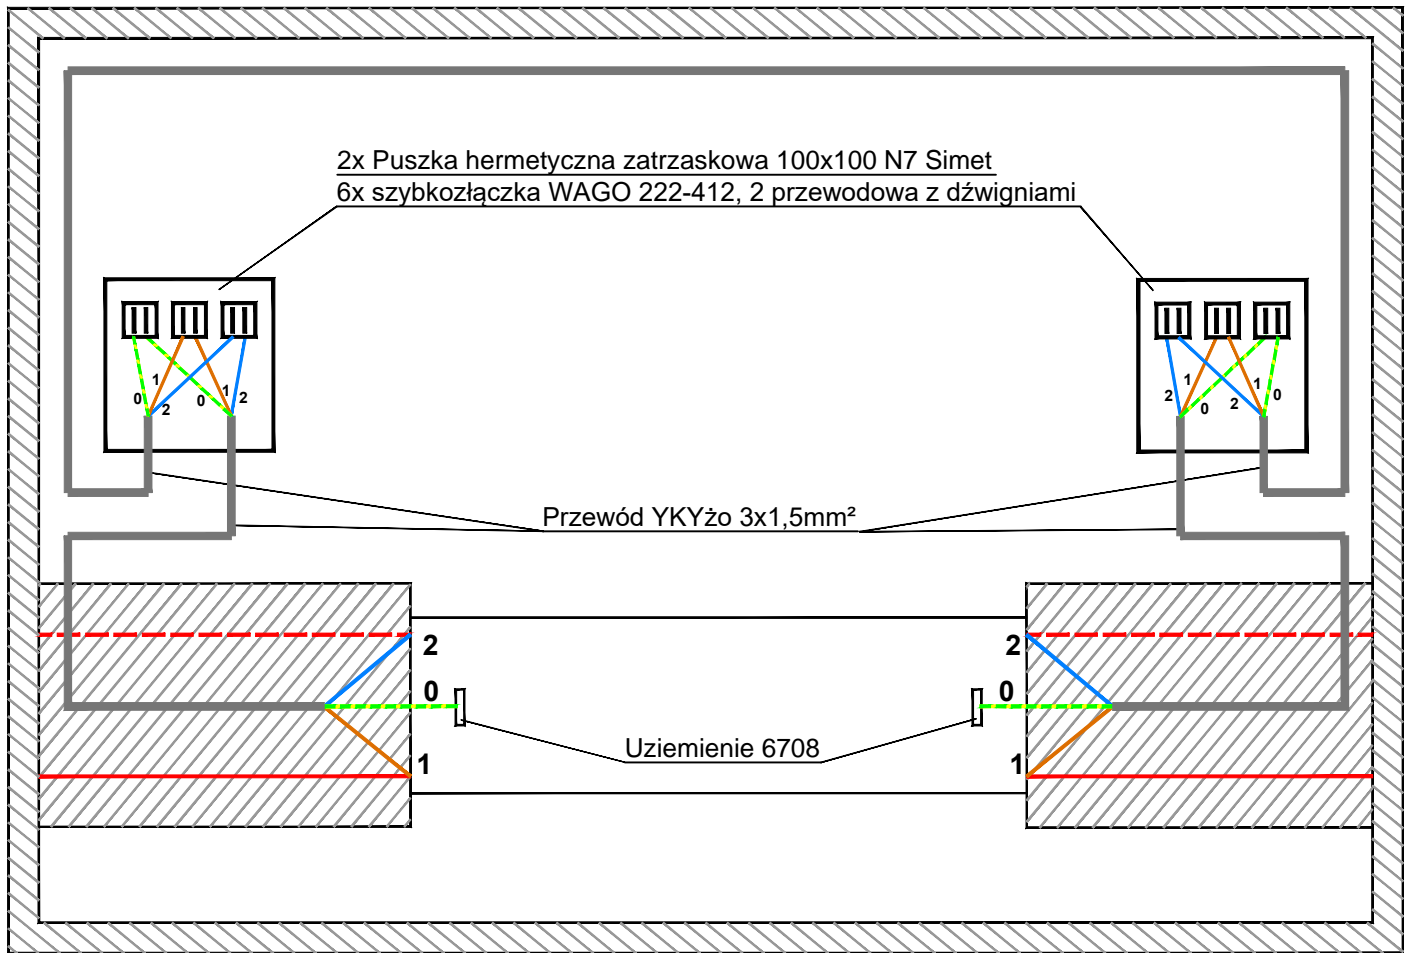 2x Puszka hermetyczna zatrzaskowa 100x100 N7 Simet
6x szybkozłączka WAGO 222-412, 2 przewodowa z dźwigniami
0 1 2 0 1 2
2 1 0 2 1 0
Przewód YKYżo 3x1,5mm²
2 2
0 0
Uziemienie 6708
1 1